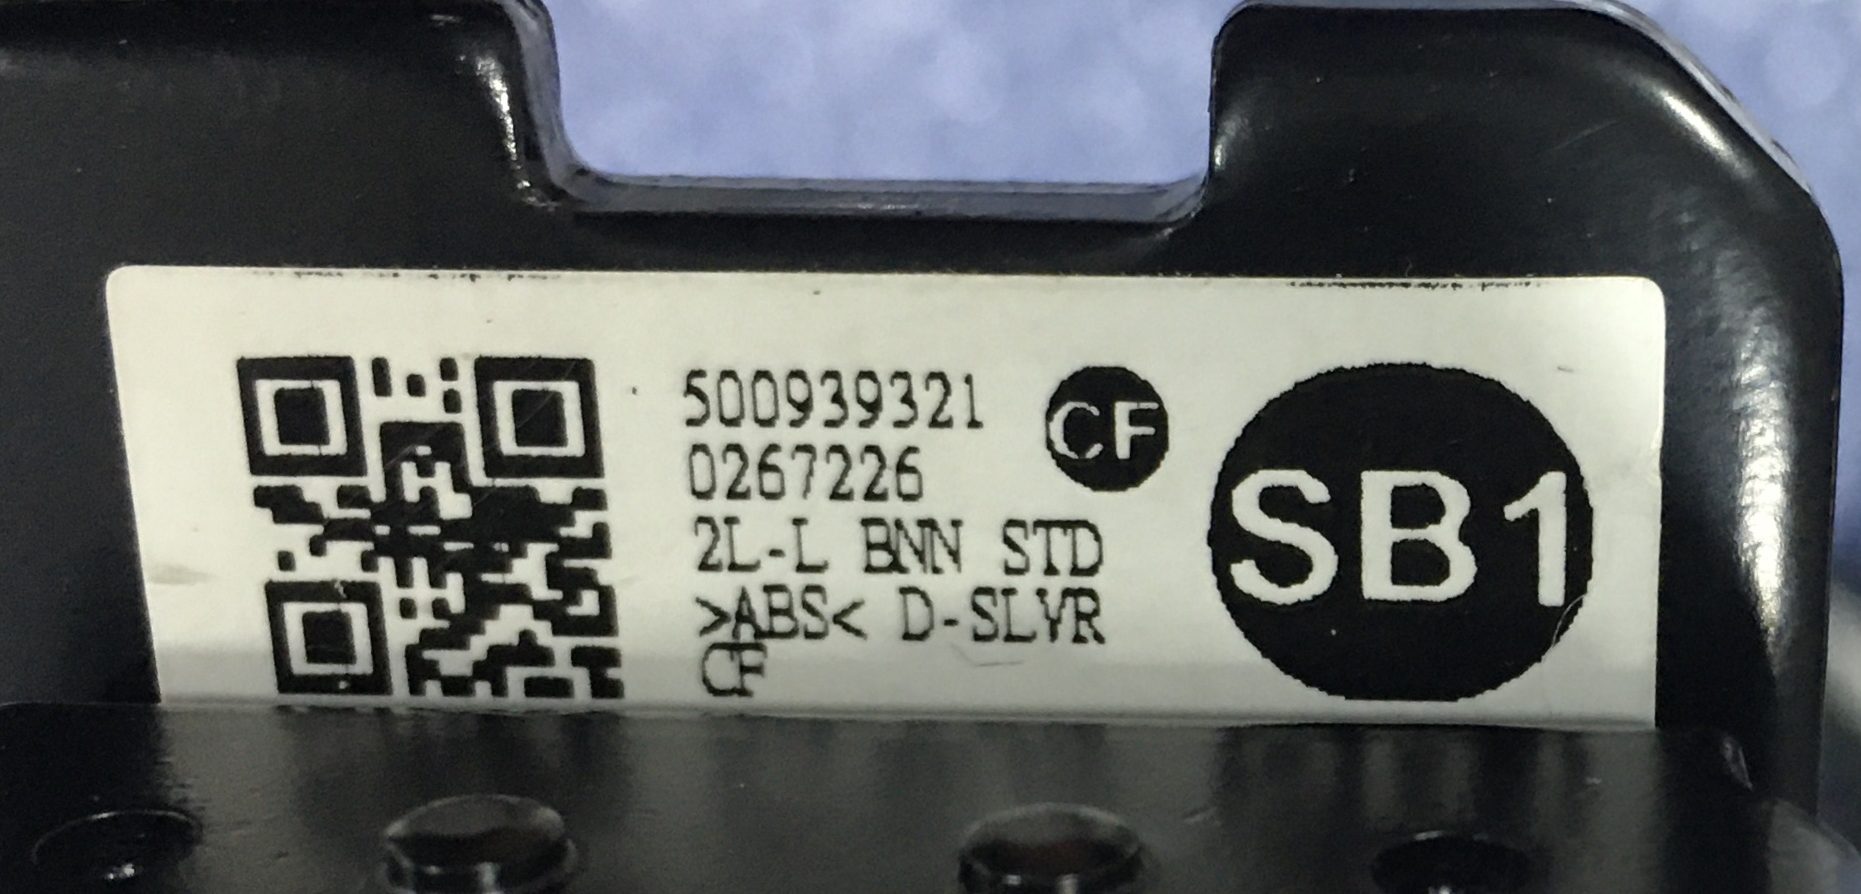 500939321
0267226
2L-L BNN STD
>ABS< D-SLVR
CF
CF
SB1